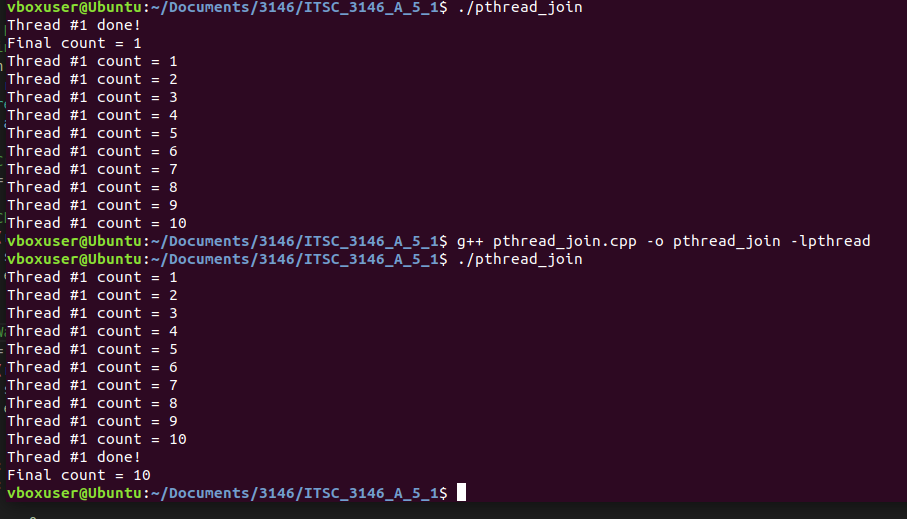 vboxuser@Ubuntu:~/Documents/3146/ITSC_3146_A_5_1$ ./pthread_join
Thread #1 done!
Final count = 1
Thread #1 count = 1
Thread #1 count = 2
Thread #1 count = 3
Thread #1 count = 4
Thread #1 count = 5
Thread #1 count = 6
Thread #1 count = 7
Thread #1 count = 8
Thread #1 count = 9
Thread #1 count = 10
vboxuser@Ubuntu:~/Documents/3146/ITSC_3146_A_5_1$ g++ pthread_join.cpp -o pthread_join -lpthread
vboxuser@Ubuntu:~/Documents/3146/ITSC_3146_A_5_1$ ./pthread_join
Thread #1 count = 1
Thread #1 count = 2
Thread #1 count = 3
Thread #1 count = 4
Thread #1 count = 5
Thread #1 count = 6
Thread #1 count = 7
Thread #1 count = 8
Thread #1 count = 9
Thread #1 count = 10
Thread #1 done!
Final count = 10
vboxuser@Ubuntu:~/Documents/3146/ITSC_3146_A_5_1$